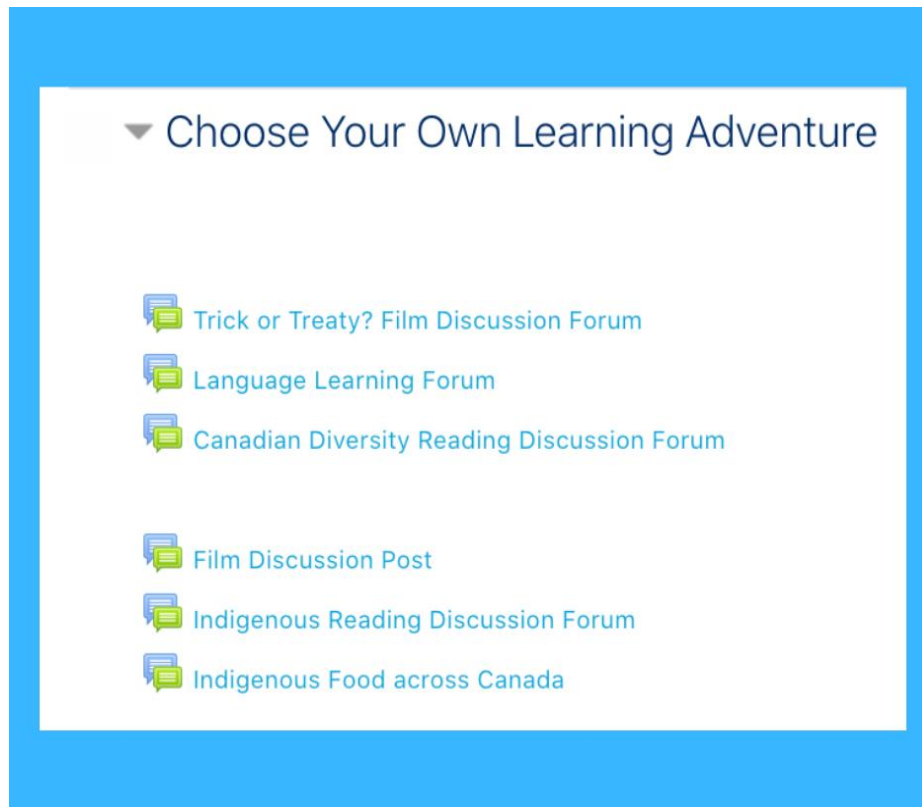 Choose Your Own Learning Adventure
Trick or Treaty? Film Discussion Forum
Language Learning Forum
Canadian Diversity Reading Discussion Forum
Film Discussion Post
Indigenous Reading Discussion Forum
Indigenous Food across Canada